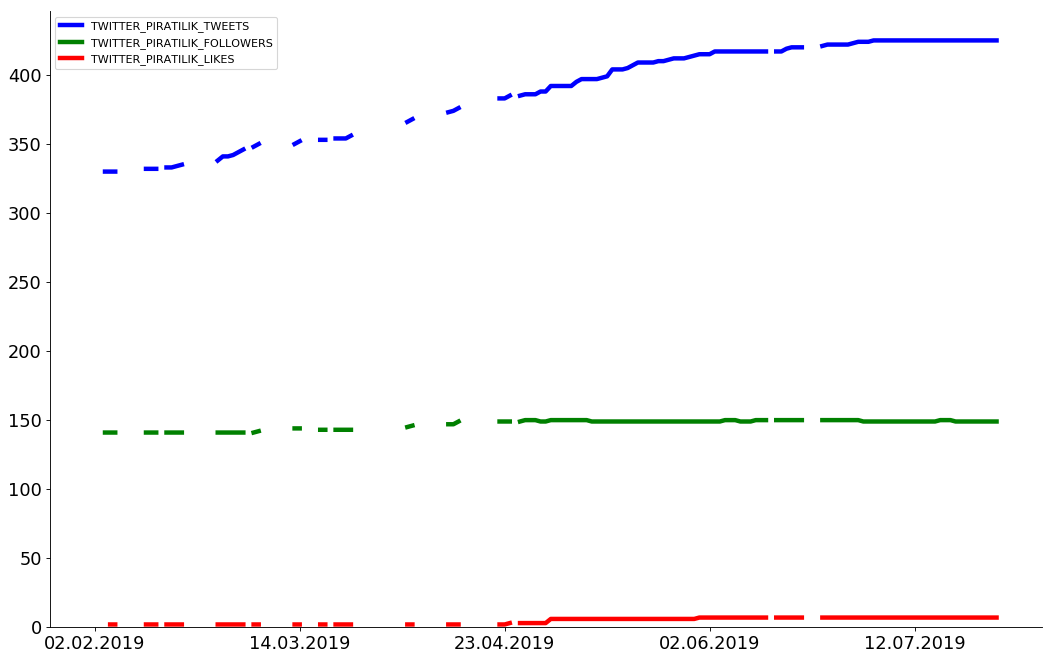 TWITTER_PIRATILIK_TWEETS
TWITTER_PIRATILIK_FOLLOWERS
TWITTER_PIRATILIK_LIKES
400
350
300
250
200
150
100
50
0
02.02.2019 14.03.2019 23.04.2019 02.06.2019 12.07.2019